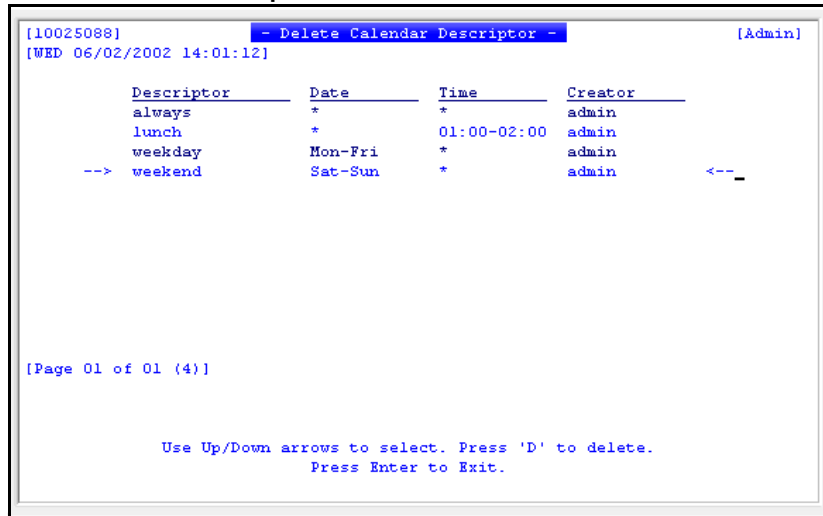 [10025088] - Delete Calendar Descriptor - [Admin]
[WED 06/02/2002 14:01:12]
Descriptor Date Time Creator
always * * admin
lunch * 01:00-02:00 admin
weekday Mon-Fri * admin
--> weekend Sat-Sun * admin <--_
[Page 01 of 01 (4)]
Use Up/Down arrows to select. Press 'D' to delete.
Press Enter to Exit.